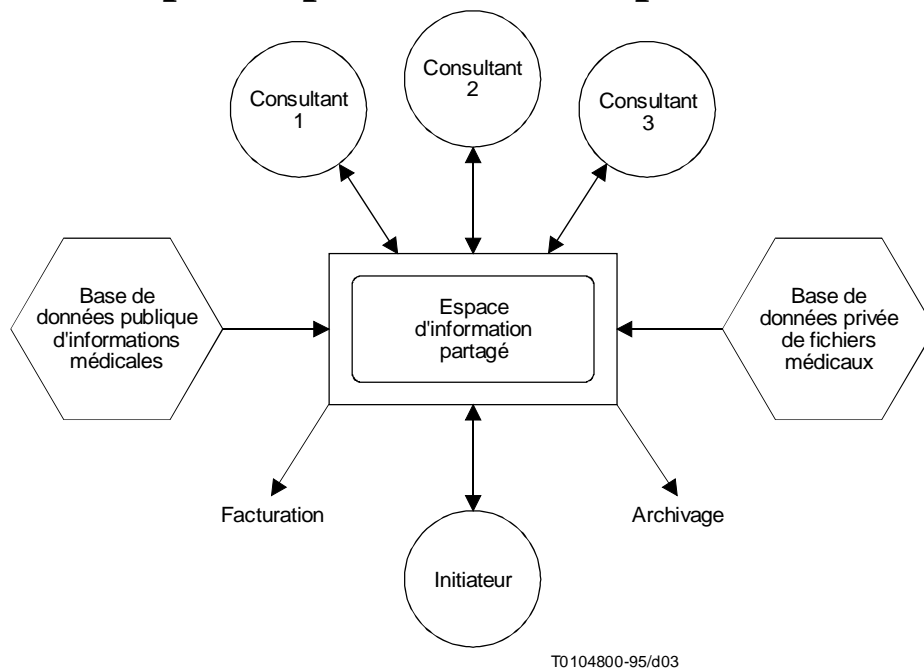 Consultant
1
Consultant
2
Consultant
3
Base de
données publique
d'informations
médicales
Espace
d'information
partagé
Base de
données privée
de fichiers
médicaux
Facturation
Archivage
Initiateur
T0104800-95/d03